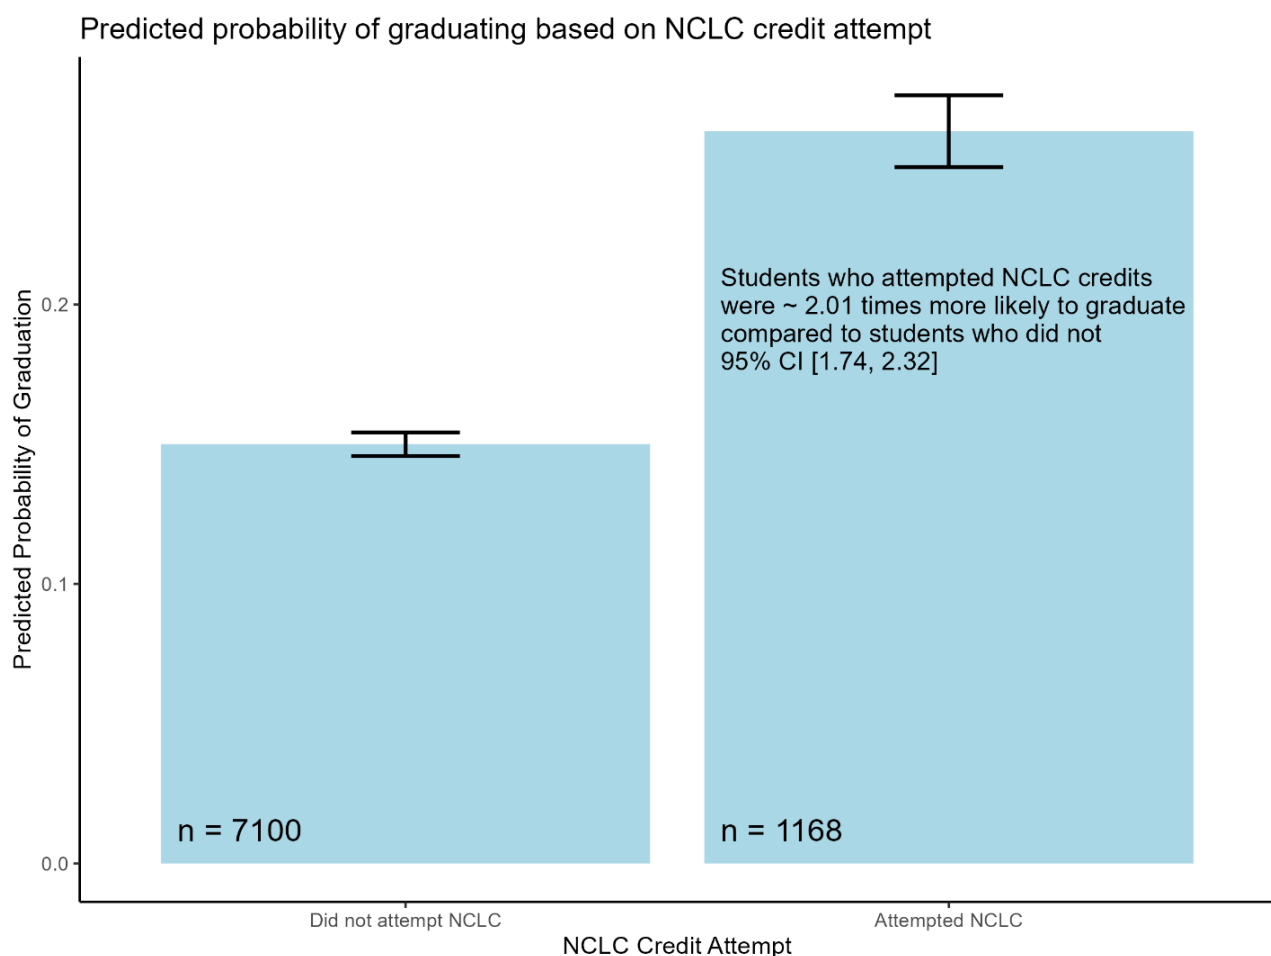 Predicted probability of graduating based on NCLC credit attempt
Predicted Probability of Graduation
0.2
0.1
0.0
Students who attempted NCLC credits
were ~ 2.01 times more likely to graduate
compared to students who did not
95% CI [1.74, 2.32]
n = 7100
n = 1168
Did not attempt NCLC
Attempted NCLC
NCLC Credit Attempt